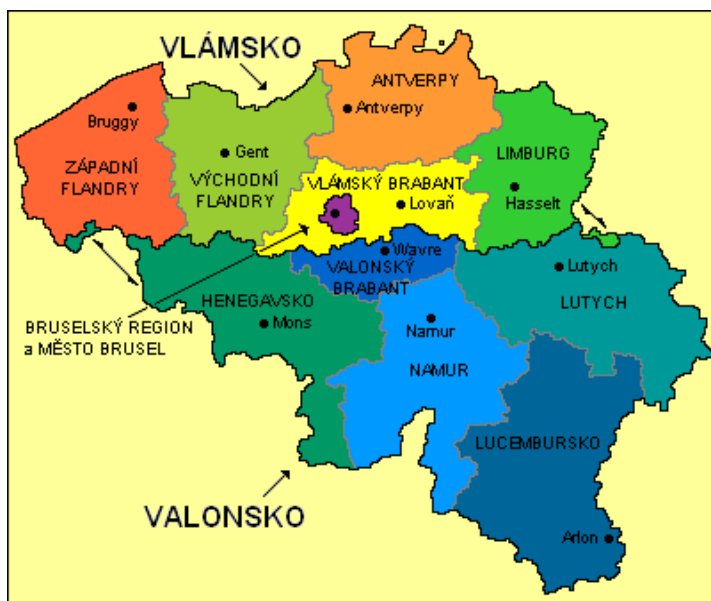 VLÁMSKO
ANTVERPY
Antverpy
Bruggy
Gent
LIMBURG
ZÁPADNÍ
FLANDRY
VÝCHODNÍ
FLANDRY
VLÁMSKÝ BRABANT
Lovaň
Hasselt
Wavre
VALONSKÝ
BRABANT
Lutych
LUTYCH
HENEGAVSKO
Mons
BRUSELSKÝ REGION
a MĚSTO BRUSEL
Namur
NAMUR
LUCEMBURSKO
VALONSKO
Arlon